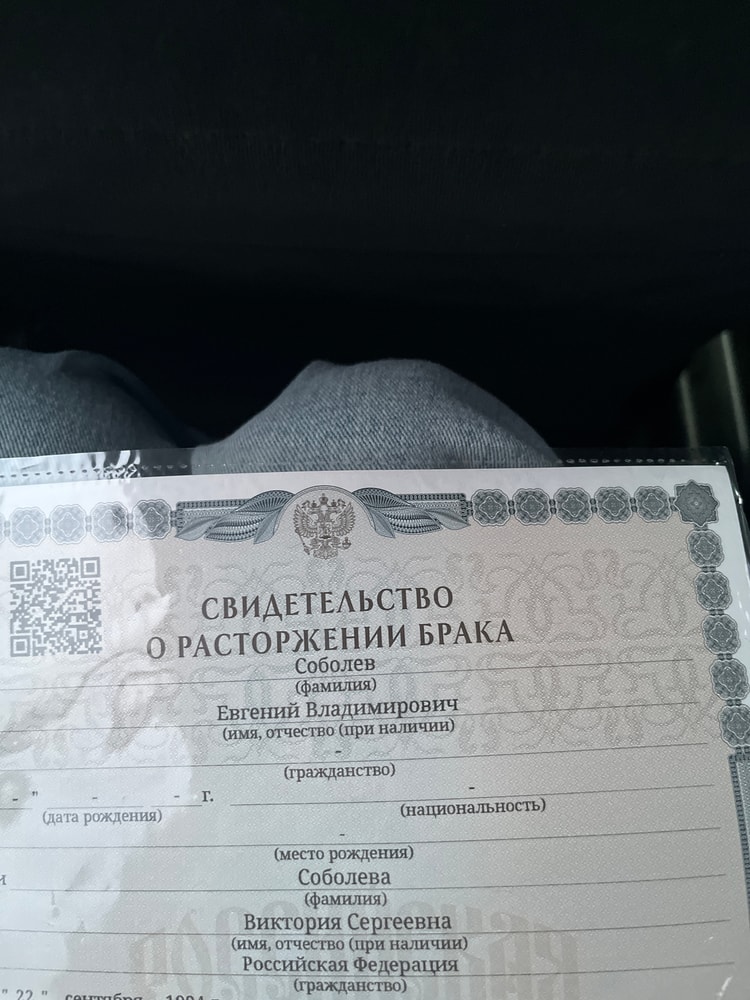 СВИДЕТЕЛЬСТВО
О РАСТОРЖЕНИИ БРАКА
Соболев
(фамилия)
Евгений Владимирович
(имя, отчество (при наличии)
-
(гражданство)
- " - - г. -
(дата рождения) (национальность)
-
(место рождения)
и Соболева
(фамилия)
Виктория Сергеевна
(имя, отчество (при наличии)
Российская Федерация
(гражданство)
" 22 " сентября